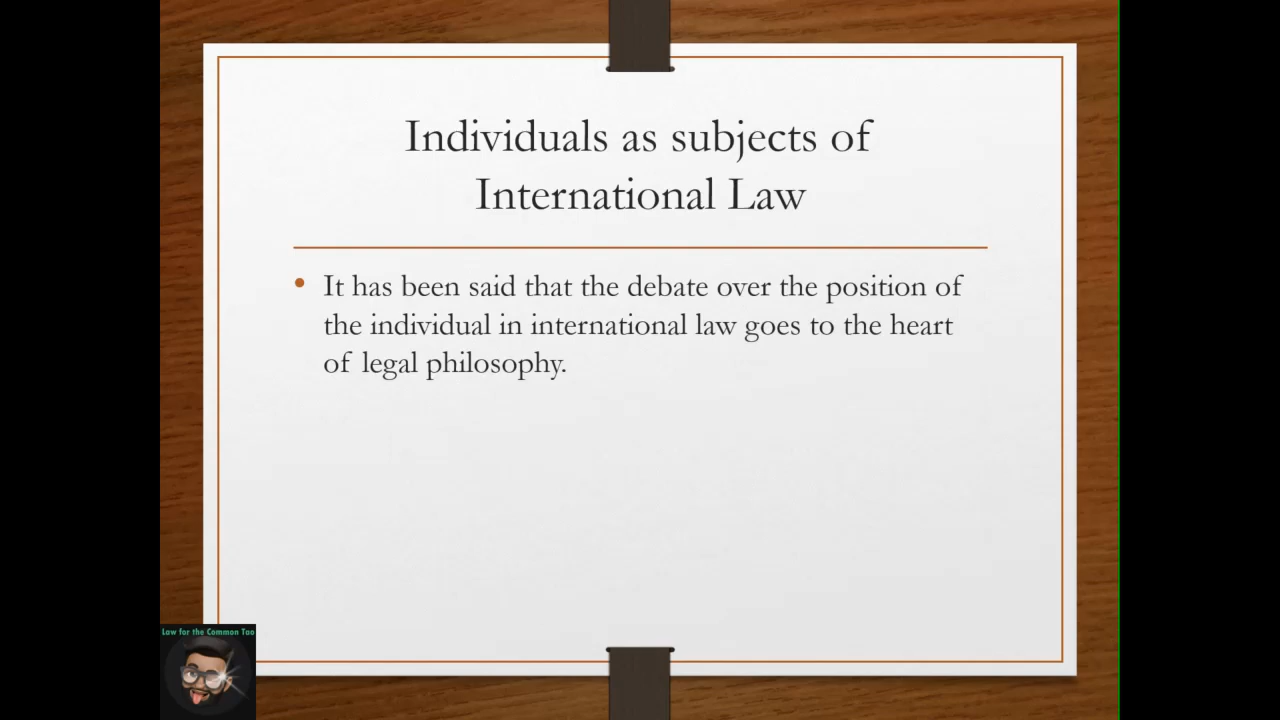 Individuals as subjects of
International Law
• It has been said that the debate over the position of
the individual in international law goes to the heart
of legal philosophy.
Law for the Common Tao